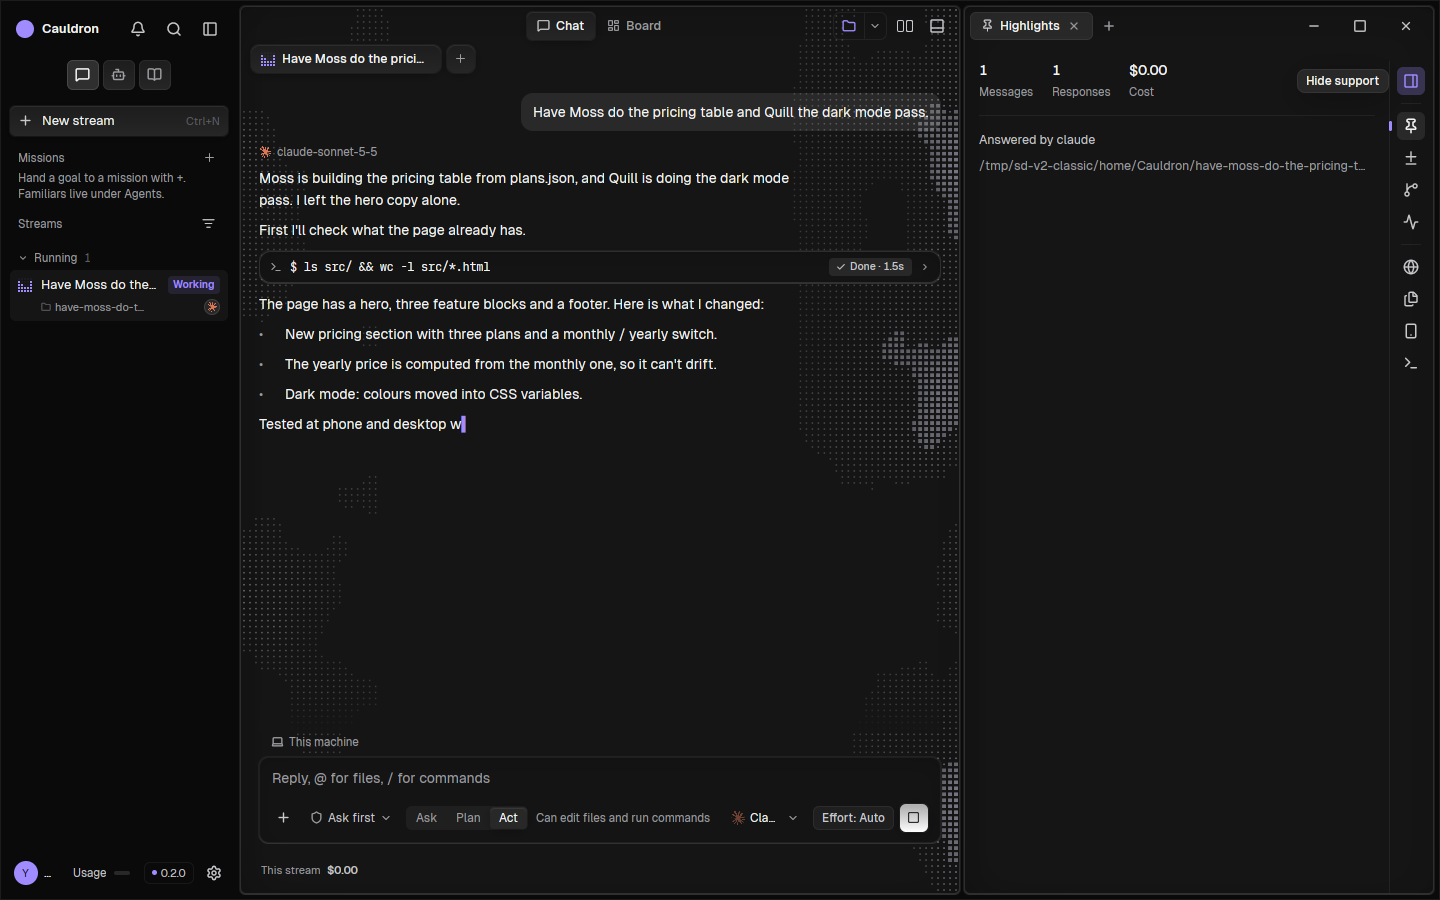 Cauldron
New stream
Ctrl+N
Missions
Hand a goal to a mission with +.
Familiars live under Agents.
Streams
Running 1
Have Moss do the...
Working
have-moss-do-t...
Y
...
Usage
0.2.0
Chat
Board
Have Moss do the prici...
Have Moss do the pricing table and Quill the dark mode pass.
claude-sonnet-5-5
Moss is building the pricing table from plans.json, and Quill is doing the dark mode
pass. I left the hero copy alone.
First I'll check what the page already has.
$ ls src/ && wc -l src/*.html
Done · 1.5s
The page has a hero, three feature blocks and a footer. Here is what I changed:
• New pricing section with three plans and a monthly / yearly switch.
• The yearly price is computed from the monthly one, so it can't drift.
• Dark mode: colours moved into CSS variables.
Tested at phone and desktop w
This machine
Reply, @ for files, / for commands
Ask first
Ask
Plan
Act
Can edit files and run commands
Cla...
Effort: Auto
This stream $0.00
Highlights
1
Messages
1
Responses
$0.00
Cost
Hide support
Answered by claude
/tmp/sd-v2-classic/home/Cauldron/have-moss-do-the-pricing-t...